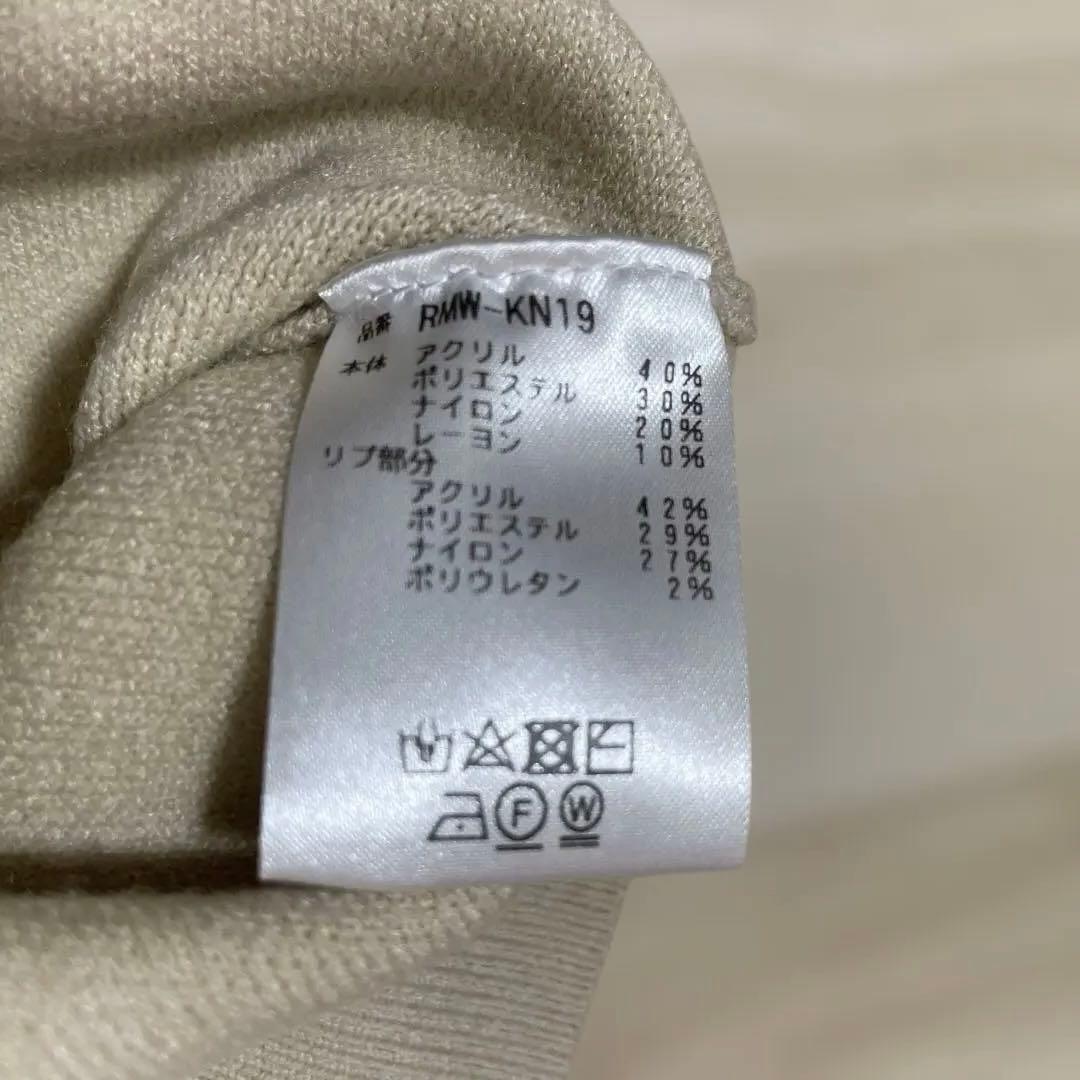 品番 RMW-KN19
本体 アクリル 40%
ポリエステル 30%
ナイロン 20%
レーヨン 10%
リブ部分
アクリル 42%
ポリエステル 29%
ナイロン 27%
ポリウレタン 2%
F W